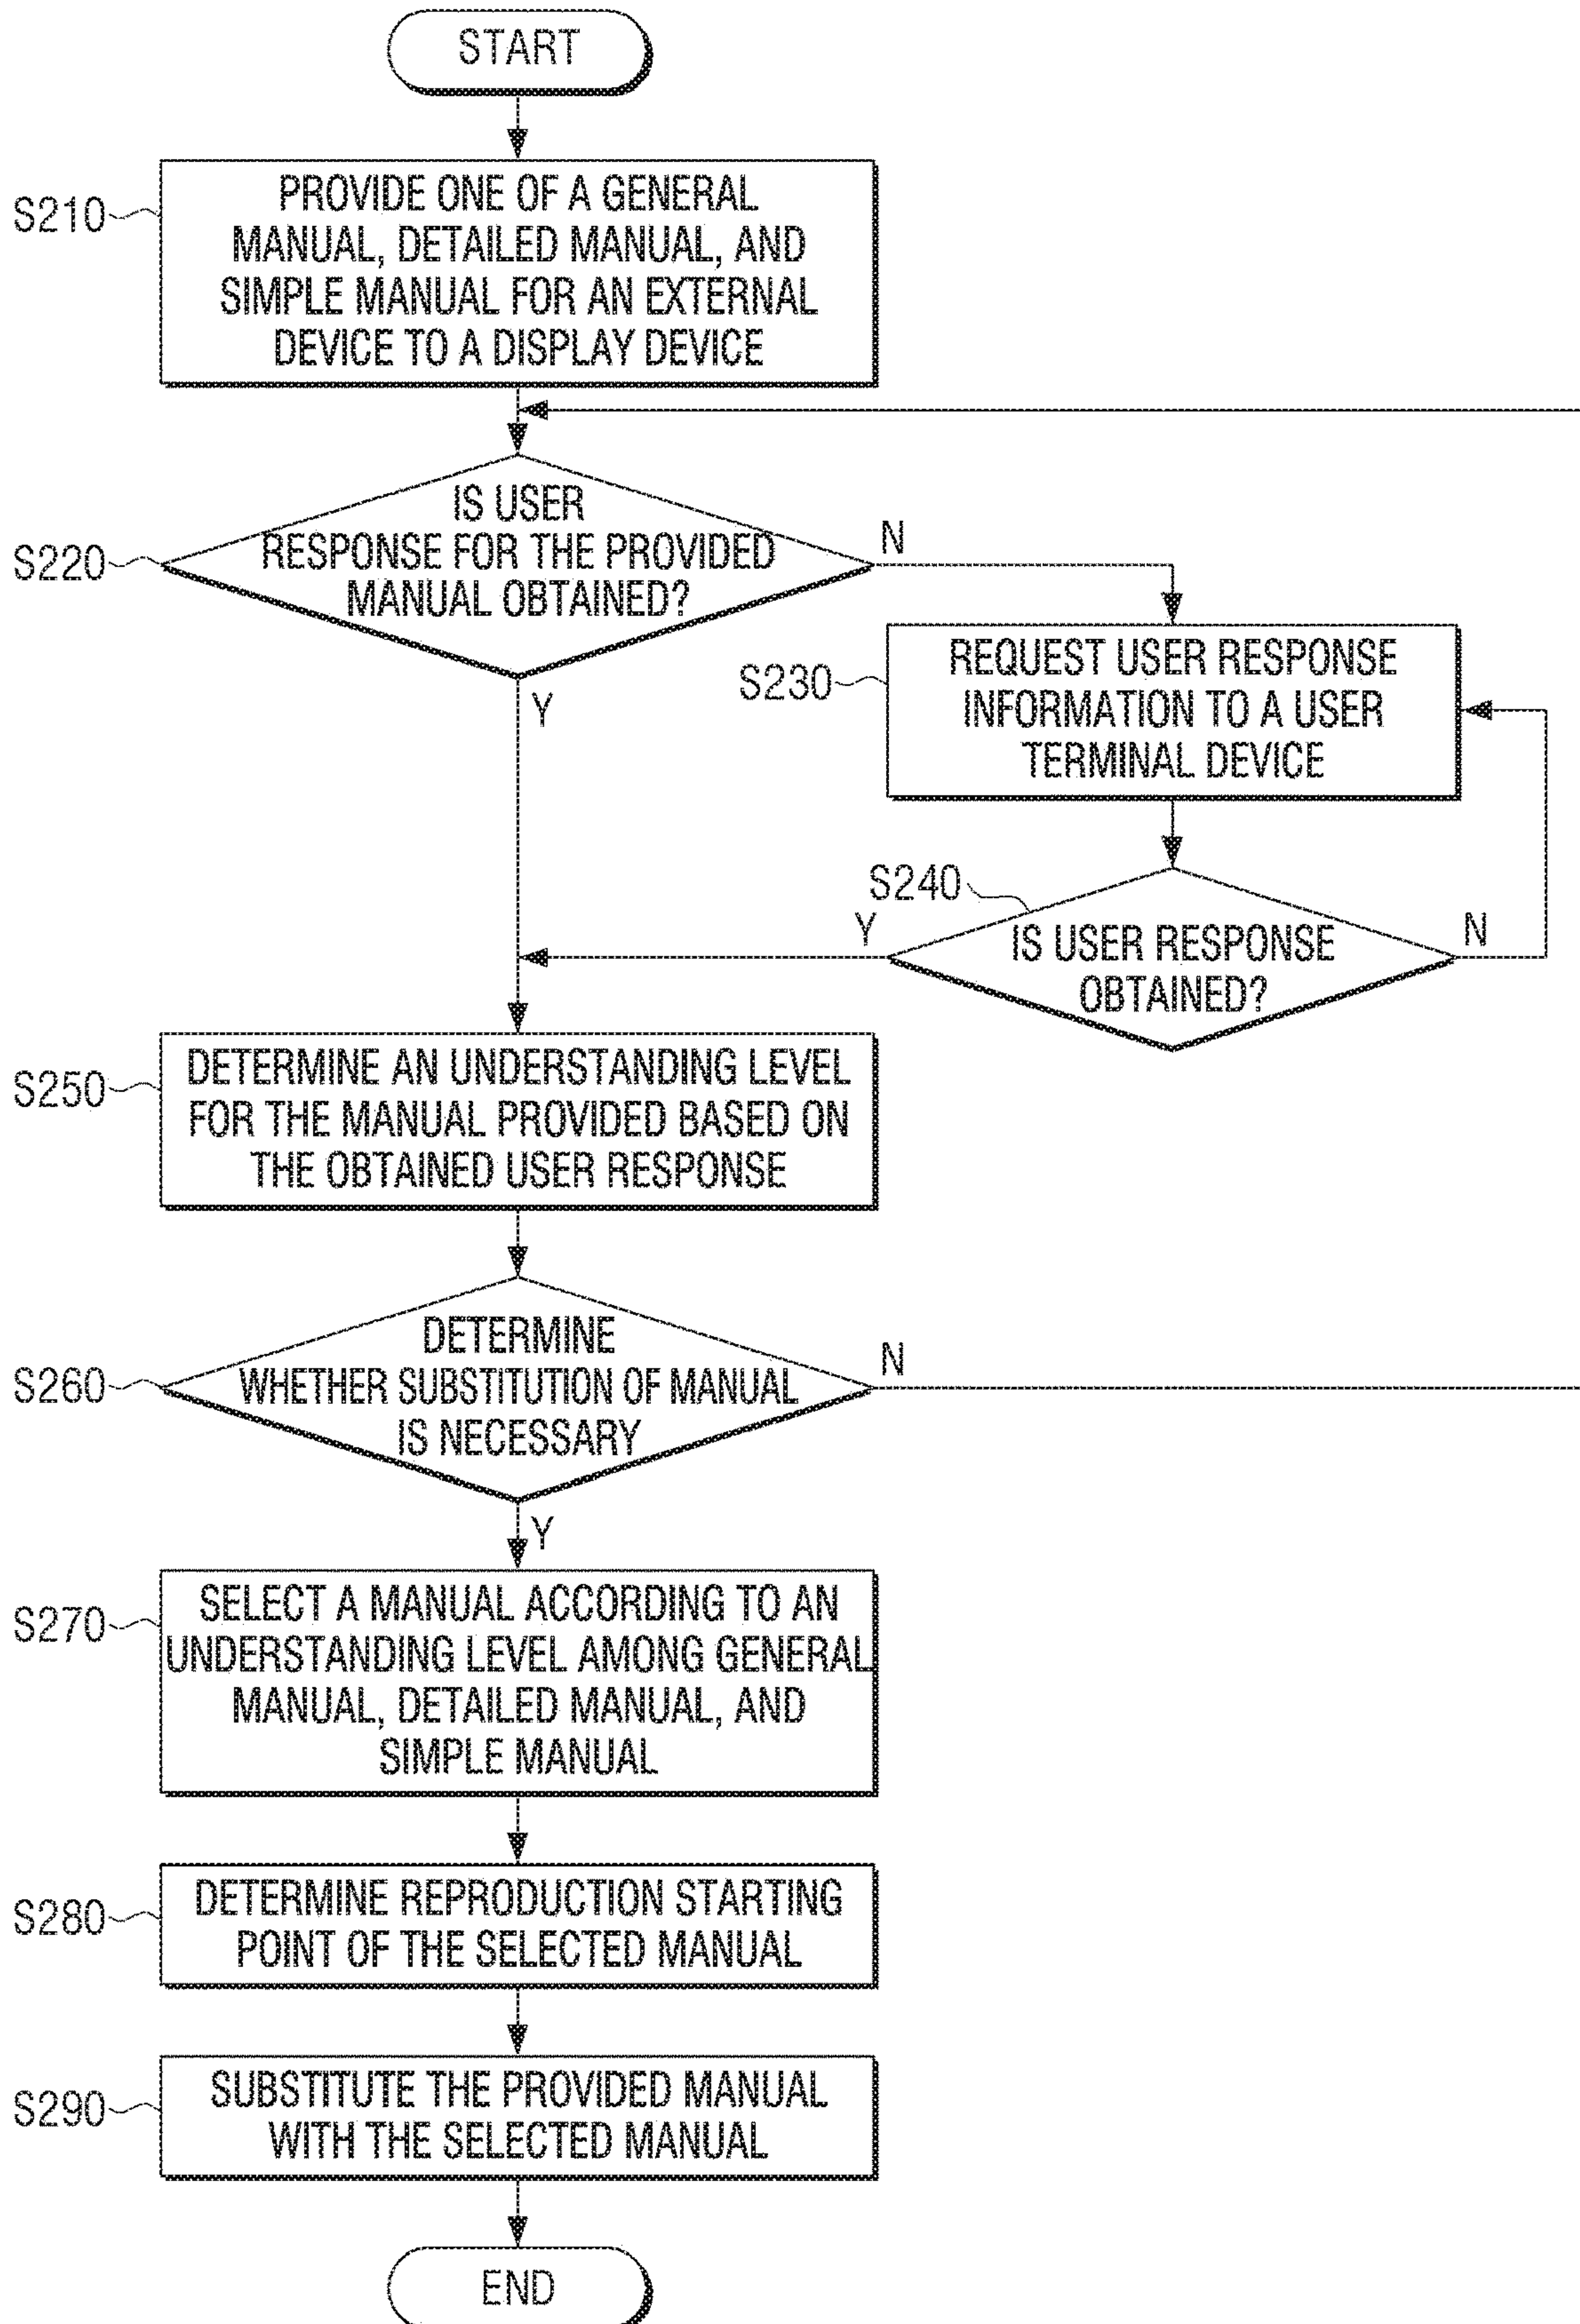 START
S210
PROVIDE ONE OF A GENERAL
MANUAL, DETAILED MANUAL, AND
SIMPLE MANUAL FOR AN EXTERNAL
DEVICE TO A DISPLAY DEVICE
S220
IS USER
RESPONSE FOR THE PROVIDED
MANUAL OBTAINED?
N
Y
S230
REQUEST USER RESPONSE
INFORMATION TO A USER
TERMINAL DEVICE
S240
IS USER RESPONSE
OBTAINED?
Y
N
S250
DETERMINE AN UNDERSTANDING LEVEL
FOR THE MANUAL PROVIDED BASED ON
THE OBTAINED USER RESPONSE
S260
DETERMINE
WHETHER SUBSTITUTION OF MANUAL
IS NECESSARY
N
Y
S270
SELECT A MANUAL ACCORDING TO AN
UNDERSTANDING LEVEL AMONG GENERAL
MANUAL, DETAILED MANUAL, AND
SIMPLE MANUAL
S280
DETERMINE REPRODUCTION STARTING
POINT OF THE SELECTED MANUAL
S290
SUBSTITUTE THE PROVIDED MANUAL
WITH THE SELECTED MANUAL
END